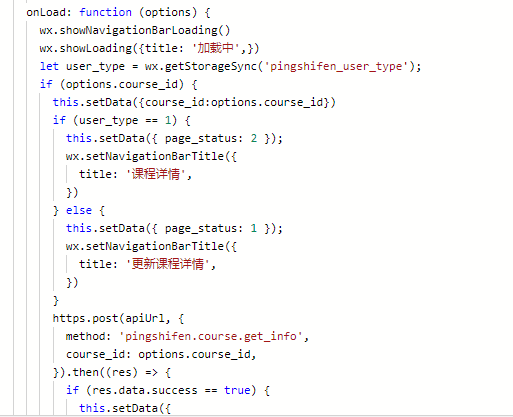 onLoad: function (options) {
wx.showNavigationBarLoading()
wx.showLoading({title: '加载中',})
let user_type = wx.getStorageSync('pingshifen_user_type');
if (options.course_id) {
this.setData({course_id:options.course_id})
if (user_type == 1) {
this.setData({ page_status: 2 });
wx.setNavigationBarTitle({
title: '课程详情',
})
} else {
this.setData({ page_status: 1 });
wx.setNavigationBarTitle({
title: '更新课程详情',
})
}
https.post(apiUrl, {
method: 'pingshifen.course.get_info',
course_id: options.course_id,
}).then((res) => {
if (res.data.success == true) {
this.setData({